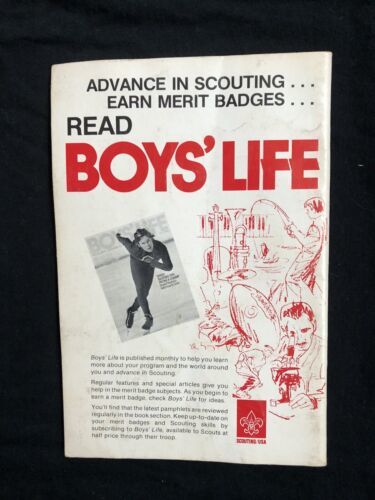 ADVANCE IN SCOUTING . . .
EARN MERIT BADGES . . .
READ
BOYS' LIFE
BOYS' LIFE
Boys' Life is published monthly to help you learn
more about your program and the world around
you and advance in Scouting.
Regular features and special articles give you
help in the merit badge subjects. As you begin to
earn a merit badge, check Boys' Life for ideas.
You'll find that the latest pamphlets are reviewed
regularly in the book section. Keep up-to-date on
your merit badges and Scouting skills by
subscribing to Boys' Life, available to Scouts at
half price through their troop.
SCOUTING/USA